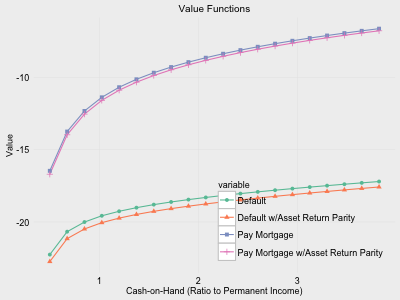 Value Functions
Value
-10
-15
-20
variable
Default
Default w/Asset Return Parity
Pay Mortgage
Pay Mortgage w/Asset Return Parity
1
2
3
Cash-on-Hand (Ratio to Permanent Income)